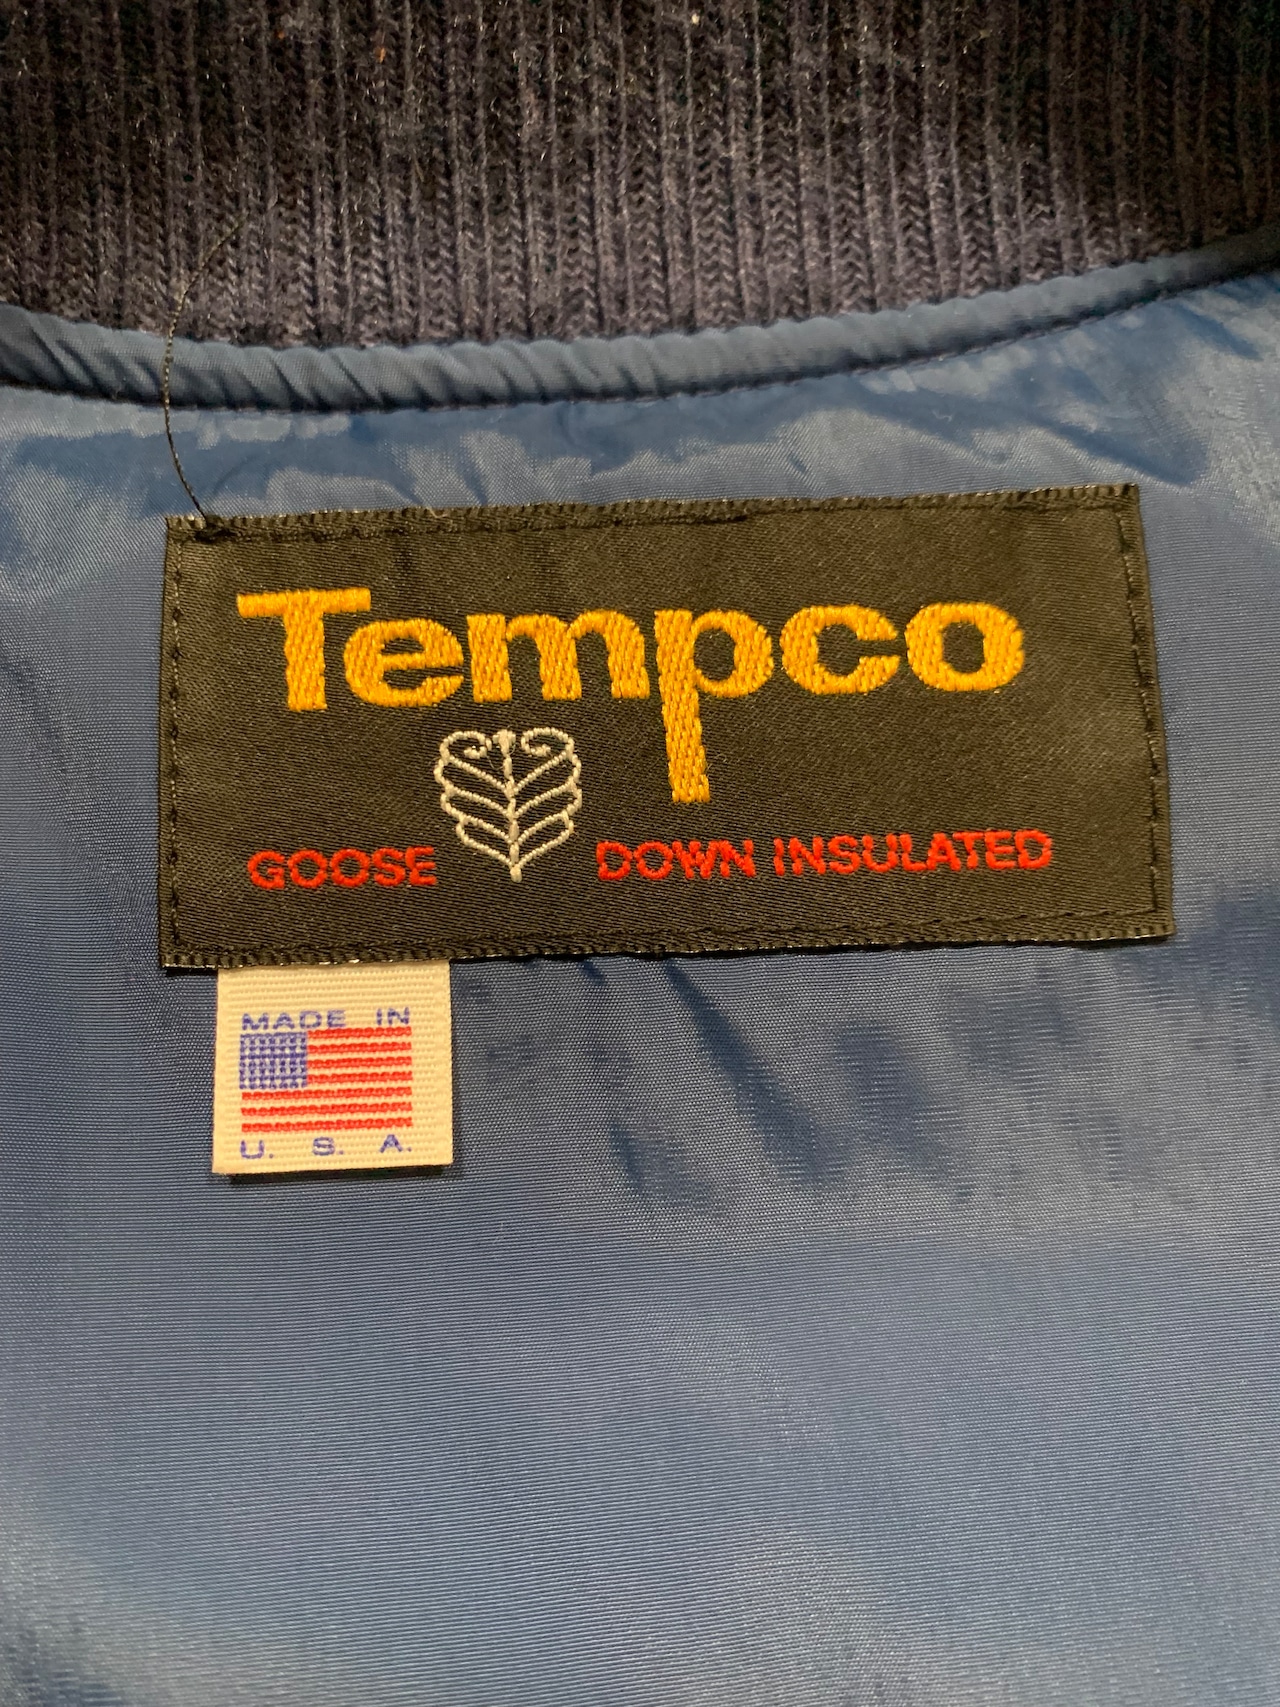 Tempco
GOOSE DOWN INSULATED
MADE IN
U. S. A.